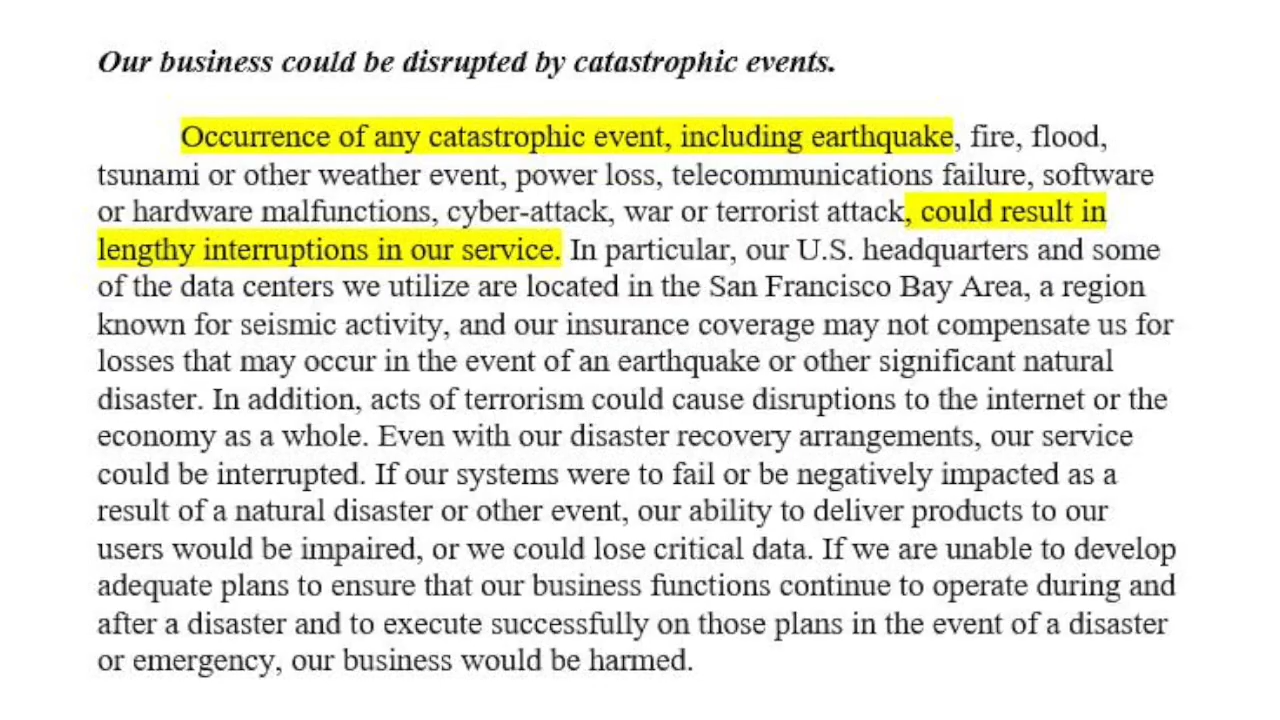 Our business could be disrupted by catastrophic events.
Occurrence of any catastrophic event, including earthquake, fire, flood,
tsunami or other weather event, power loss, telecommunications failure, software
or hardware malfunctions, cyber-attack, war or terrorist attack, could result in
lengthy interruptions in our service. In particular, our U.S. headquarters and some
of the data centers we utilize are located in the San Francisco Bay Area, a region
known for seismic activity, and our insurance coverage may not compensate us for
losses that may occur in the event of an earthquake or other significant natural
disaster. In addition, acts of terrorism could cause disruptions to the internet or the
economy as a whole. Even with our disaster recovery arrangements, our service
could be interrupted. If our systems were to fail or be negatively impacted as a
result of a natural disaster or other event, our ability to deliver products to our
users would be impaired, or we could lose critical data. If we are unable to develop
adequate plans to ensure that our business functions continue to operate during and
after a disaster and to execute successfully on those plans in the event of a disaster
or emergency, our business would be harmed.